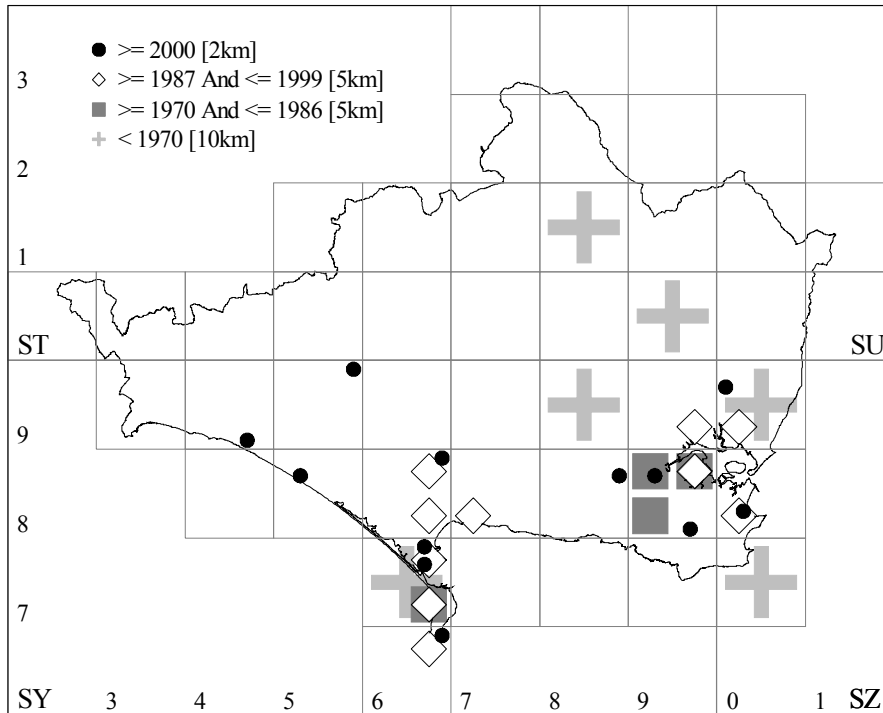 >= 2000 [2km]
>= 1987 And <= 1999 [5km]
>= 1970 And <= 1986 [5km]
< 1970 [10km]
3
2
1
ST
SU
9
8
7
SY 3 4 5 6 7 8 9 0 1 SZ